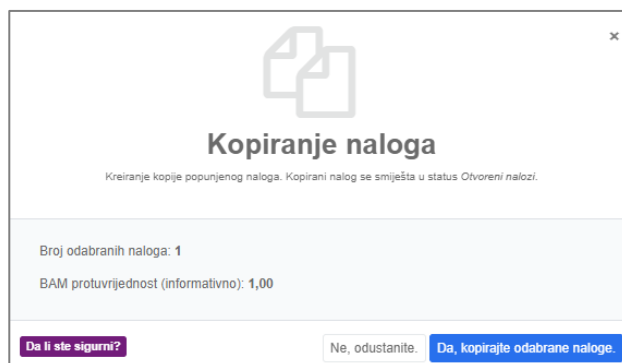 ×
Kopiranje naloga
Kreiranje kopije popunjenog naloga. Kopirani nalog se smiješta u status Otvoreni nalozi.
Broj odabranih naloga: 1
BAM protuvrijednost (informativno): 1,00
Da li ste sigurni?
Ne, odustanite.
Da, kopirajte odabrane naloge.